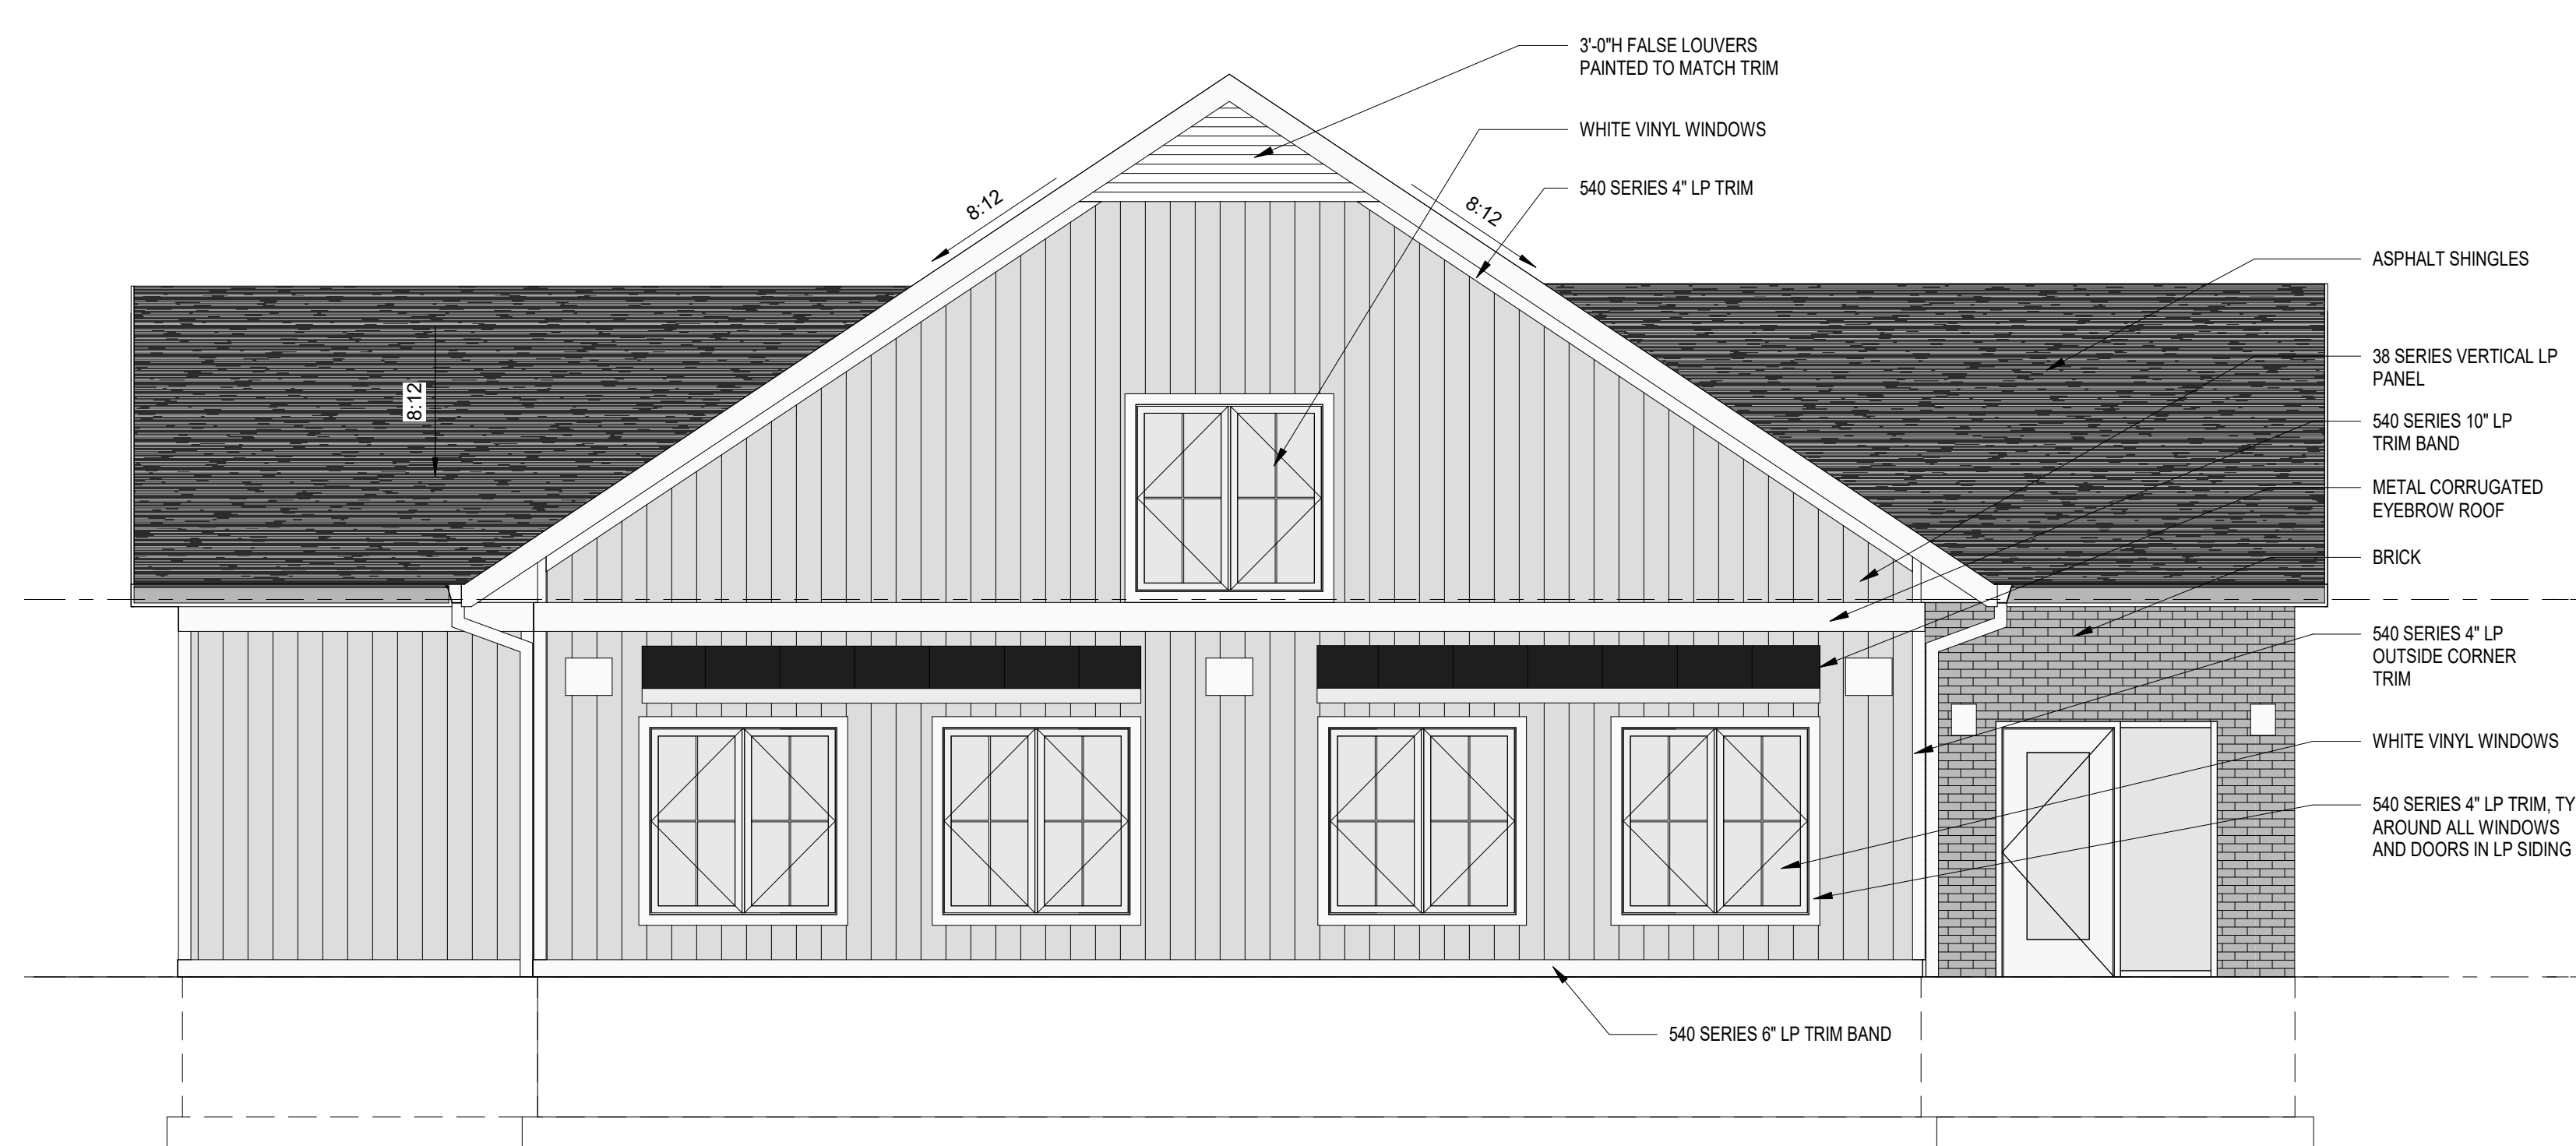 3'-0"H FALSE LOUVERS
PAINTED TO MATCH TRIM
WHITE VINYL WINDOWS
540 SERIES 4" LP TRIM
8:12
8:12
8:12
ASPHALT SHINGLES
38 SERIES VERTICAL LP
PANEL
540 SERIES 10" LP
TRIM BAND
METAL CORRUGATED
EYEBROW ROOF
BRICK
540 SERIES 4" LP
OUTSIDE CORNER
TRIM
WHITE VINYL WINDOWS
540 SERIES 4" LP TRIM, TY
AROUND ALL WINDOWS
AND DOORS IN LP SIDING
540 SERIES 6" LP TRIM BAND